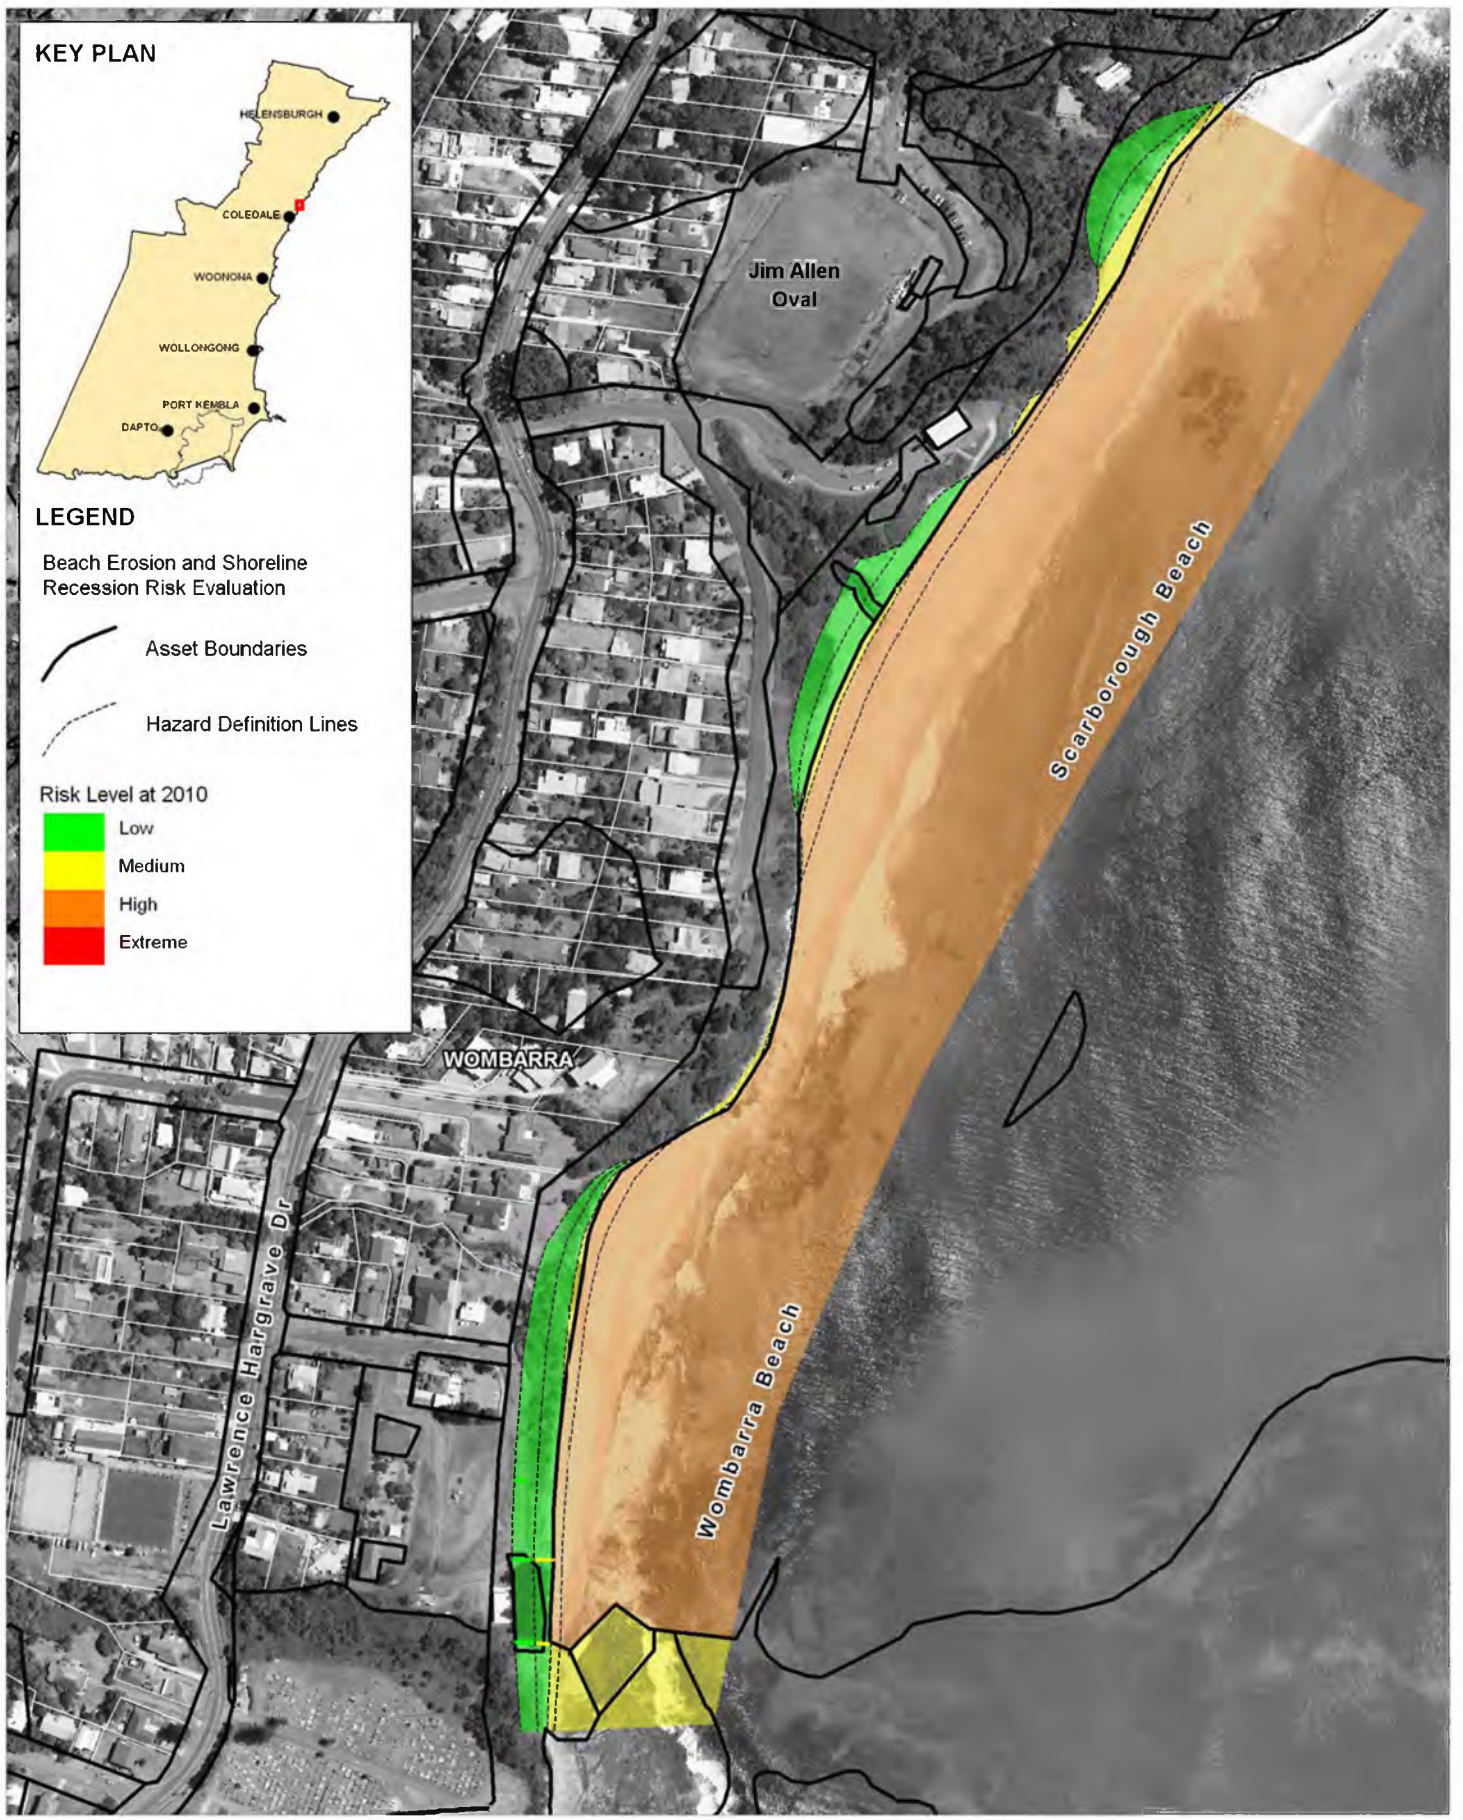 KEY PLAN
HELENSBURGH
COLEDALE
WOONONA
WOLLONGONG
PORT KEMBLA
DAPTO
LEGEND
Beach Erosion and Shoreline
Recession Risk Evaluation
Asset Boundaries
Hazard Definition Lines
Risk Level at 2010
Low
Medium
High
Extreme
Jim Allen
Oval
Scarborough Beach
WOMBARRA
Lawrence Hargrave Dr
Wombarra Beach